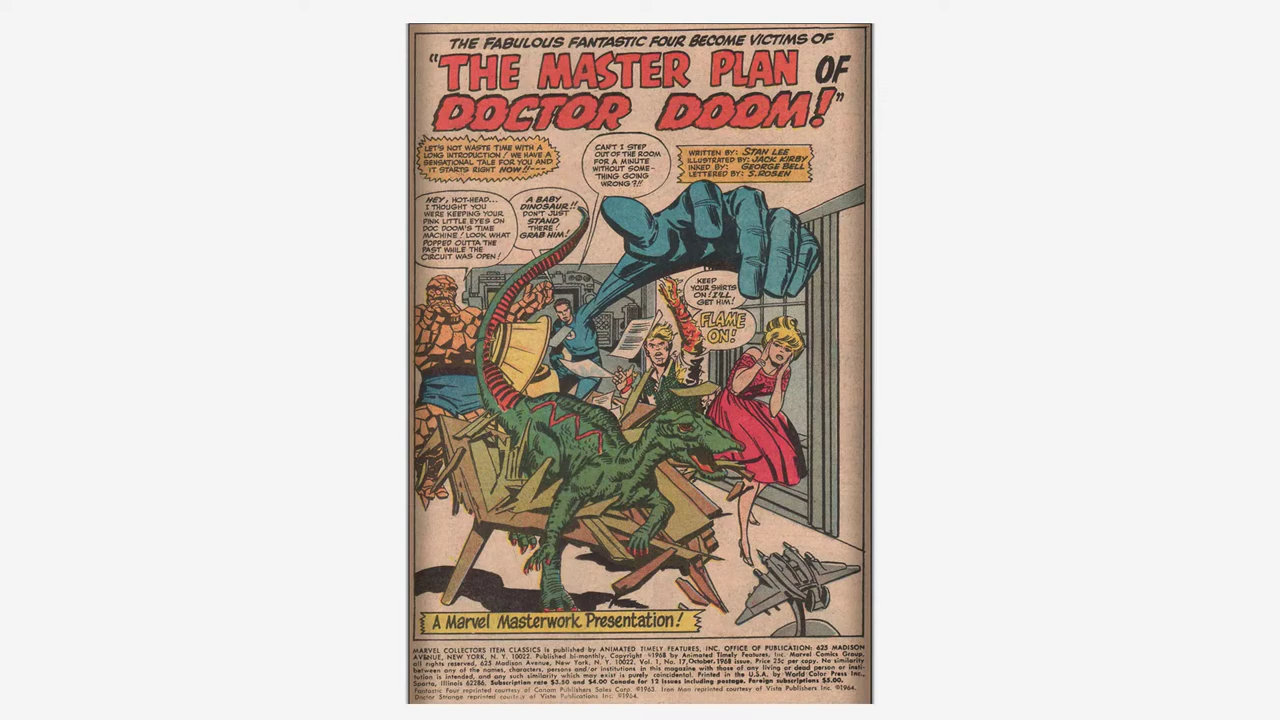 THE FABULOUS FANTASTIC FOUR BECOME VICTIMS OF
"THE MASTER PLAN OF
DOCTOR DOOM!"
LET'S NOT WASTE TIME WITH A
LONG INTRODUCTION! WE HAVE A
SENSATIONAL TALE FOR YOU AND
IT STARTS RIGHT NOW!!----
CAN'T I STEP
OUT OF THE ROOM
FOR A MINUTE
WITHOUT SOME-
THING GOING
WRONG?!!
WRITTEN BY: STAN LEE
ILLUSTRATED BY: JACK KIRBY
INKED BY: GEORGE BELL
LETTERED BY: S. ROSEN
HEY, HOT-HEAD...
I THOUGHT YOU
WERE KEEPING YOUR
PINK LITTLE EYES ON
DOC DOOM'S TIME
MACHINE! LOOK WHAT
POPPED OUTTA THE
PAST WHILE THE
CIRCUIT WAS OPEN!
A BABY
DINOSAUR!!
DON'T JUST
STAND
THERE!
GRAB HIM!
KEEP
YOUR SHIRTS
ON! I'LL
GET HIM!
FLAME
ON!
A Marvel Masterwork Presentation!
MARVEL COLLECTORS ITEM CLASSICS is published by ANIMATED TIMELY FEATURES, INC. OFFICE OF PUBLICATION: 625 MADISON
AVENUE, NEW YORK, N. Y. 10022. Published bi-monthly. Copyright ©1968 by Animated Timely Features, Inc. Marvel Comics Group,
all rights reserved, 625 Madison Avenue, New York, N. Y. 10022. Vol. 1, No. 17, October, 1968 issue. Price 25c per copy. No similarity
between any of the names, characters, persons and/or institutions in this magazine with those of any living or dead person or insti-
tution is intended, and any such similarity which may exist is purely coincidental. Printed in the U.S.A. by World Color Press Inc.,
Sparta, Illinois 62286. Subscription rate $3.50 and $4.00 Canada for 12 issues including postage. Foreign subscriptions $5.00.
Fantastic Four reprinted courtesy of Canam Publishers Sales Corp. ©1963. Iron Man reprinted courtesy of Vista Publishers Inc. ©1964.
Doctor Strange reprinted courtesy of Vista Publications Inc. ©1964.